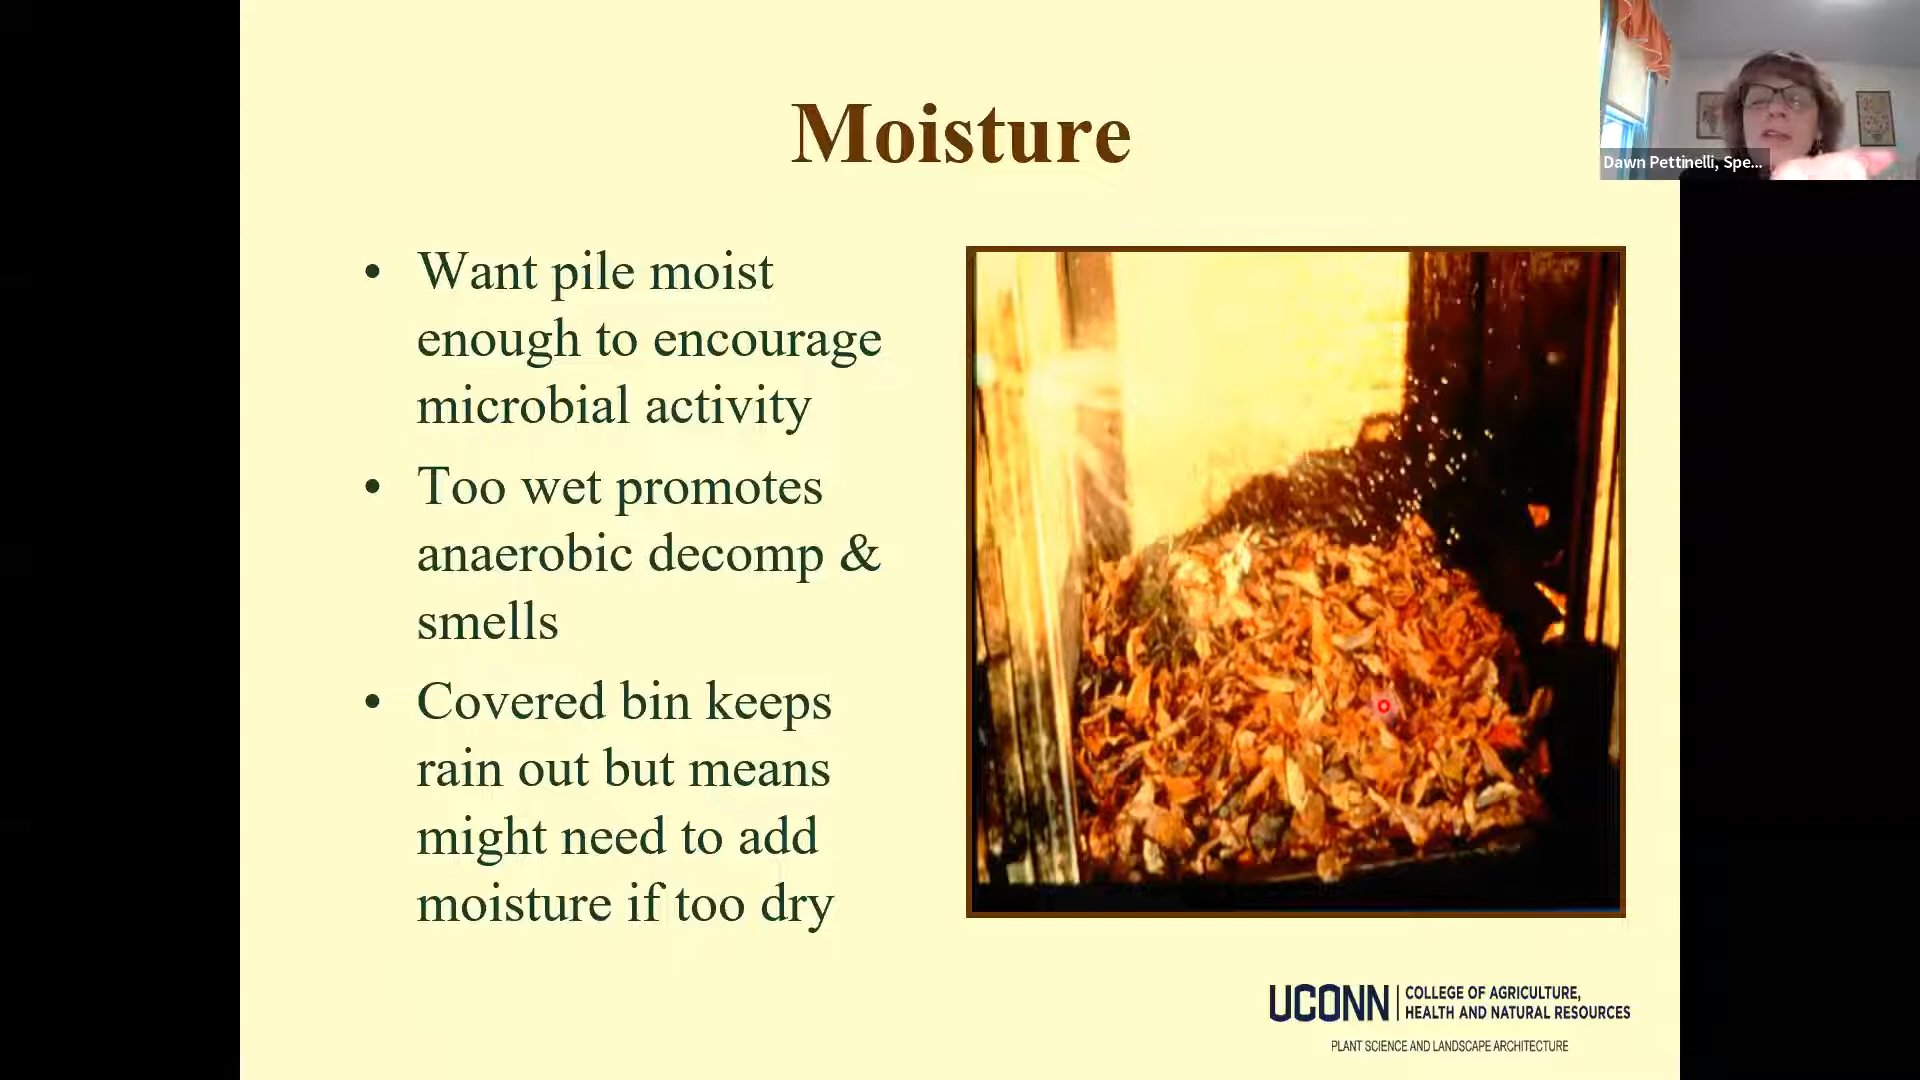 Moisture
Dawn Pettinelli, Spe...
• Want pile moist
enough to encourage
microbial activity
• Too wet promotes
anaerobic decomp &
smells
• Covered bin keeps
rain out but means
might need to add
moisture if too dry
UCONN
COLLEGE OF AGRICULTURE,
HEALTH AND NATURAL RESOURCES
PLANT SCIENCE AND LANDSCAPE ARCHITECTURE